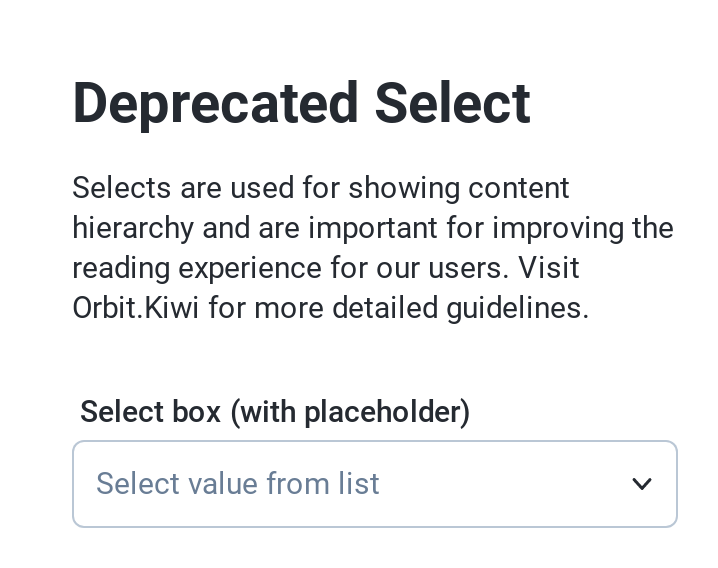 Deprecated Select
Selects are used for showing content
hierarchy and are important for improving the
reading experience for our users. Visit
Orbit.Kiwi for more detailed guidelines.
Select box (with placeholder)
Select value from list